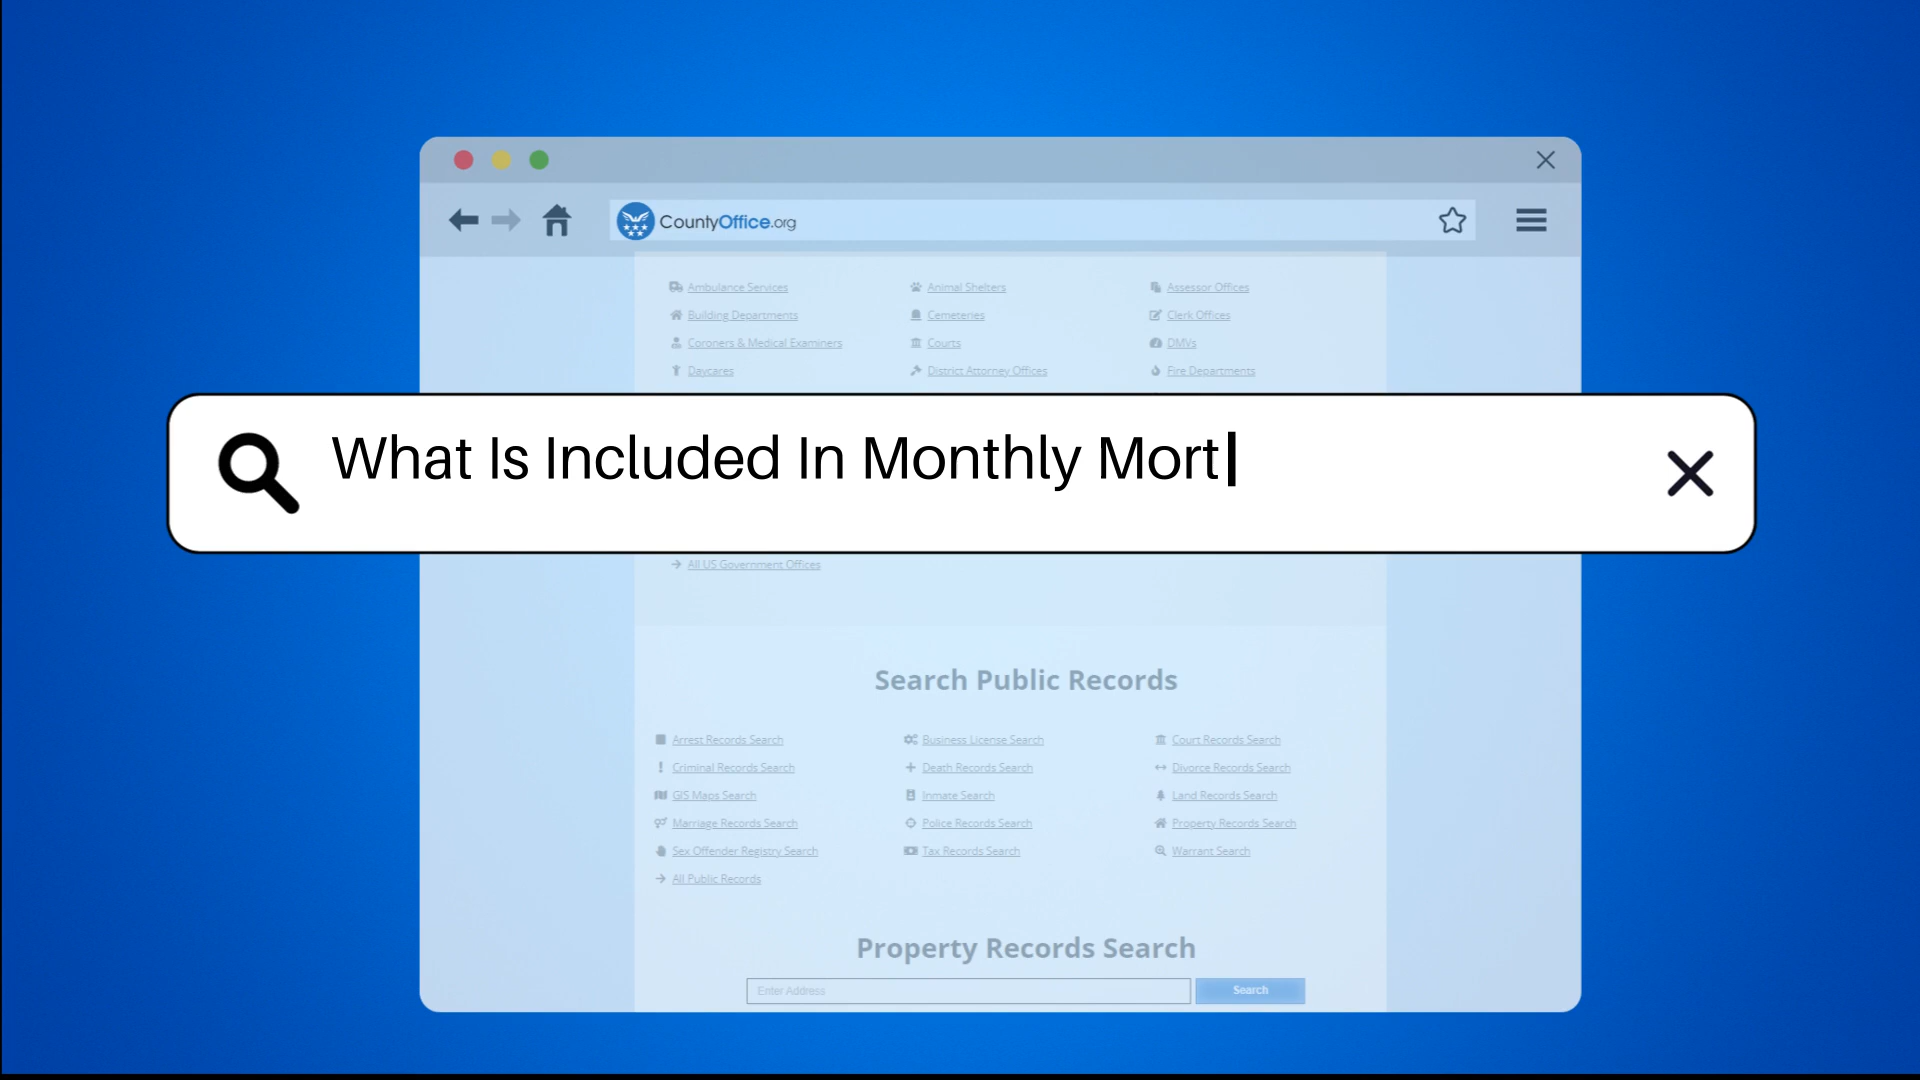 CountyOffice.org
Ambulance Services Animal Shelters Assessor Offices
Building Departments Cemeteries Clerk Offices
Coroners & Medical Examiners Courts DMVs
Daycares District Attorney Offices Fire Departments
What Is Included In Monthly Mort
All US Government Offices
Search Public Records
Arrest Records Search Business License Search Court Records Search
Criminal Records Search Death Records Search Divorce Records Search
GIS Maps Search Inmate Search Land Records Search
Marriage Records Search Police Records Search Property Records Search
Sex Offender Registry Search Tax Records Search Warrant Search
All Public Records
Property Records Search
Enter Address Search